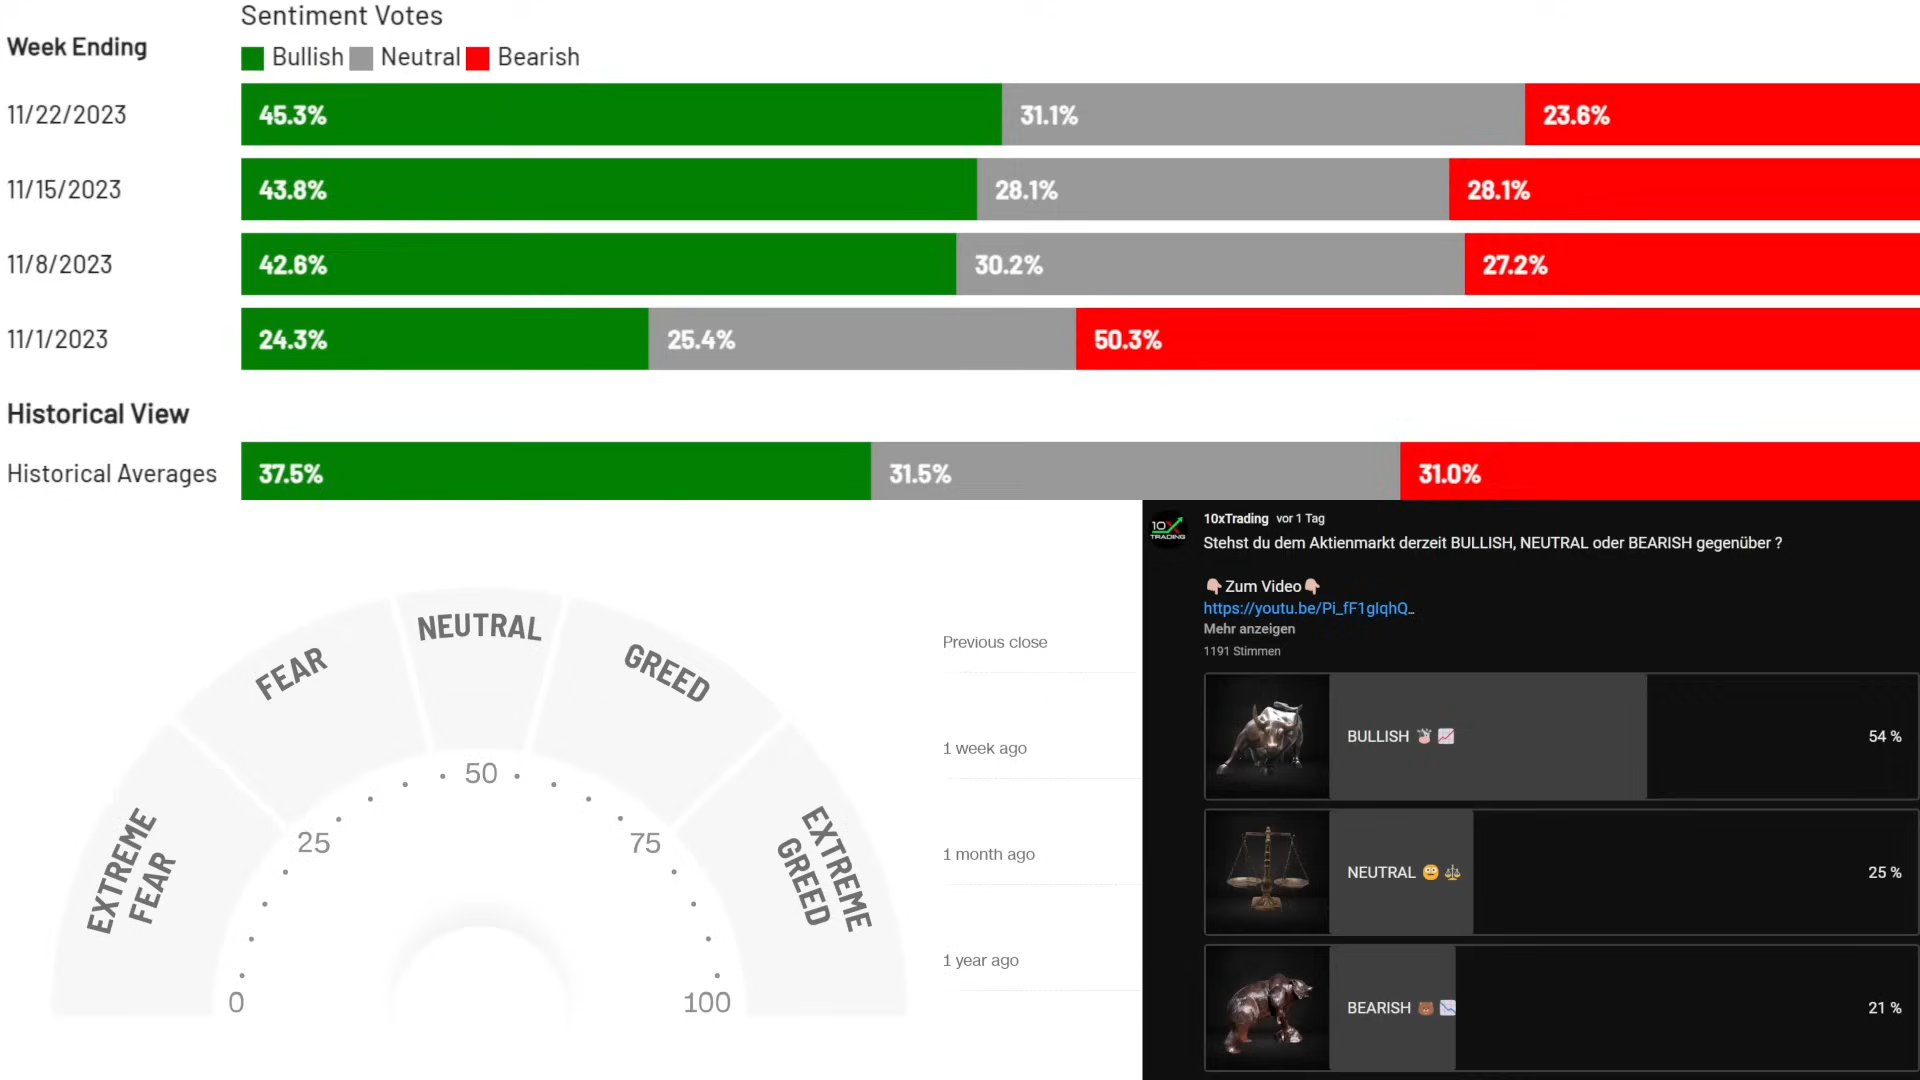 Sentiment Votes
Week Ending
Bullish Neutral Bearish
11/22/2023 45.3% 31.1% 23.6%
11/15/2023 43.8% 28.1% 28.1%
11/8/2023 42.6% 30.2% 27.2%
11/1/2023 24.3% 25.4% 50.3%
Historical View
Historical Averages 37.5% 31.5% 31.0%
EXTREME
FEAR
FEAR
NEUTRAL
GREED
EXTREME
GREED
0
25
50
75
100
Previous close
1 week ago
1 month ago
1 year ago
10X
TRADING
10xTrading vor 1 Tag
Stehst du dem Aktienmarkt derzeit BULLISH, NEUTRAL oder BEARISH gegenüber ?
👇🏼Zum Video👇🏼
https://youtu.be/Pi_fF1glqhQ…
Mehr anzeigen
1191 Stimmen
BULLISH 🐮📈 54 %
NEUTRAL 😐⚖️ 25 %
BEARISH 🐻📉 21 %